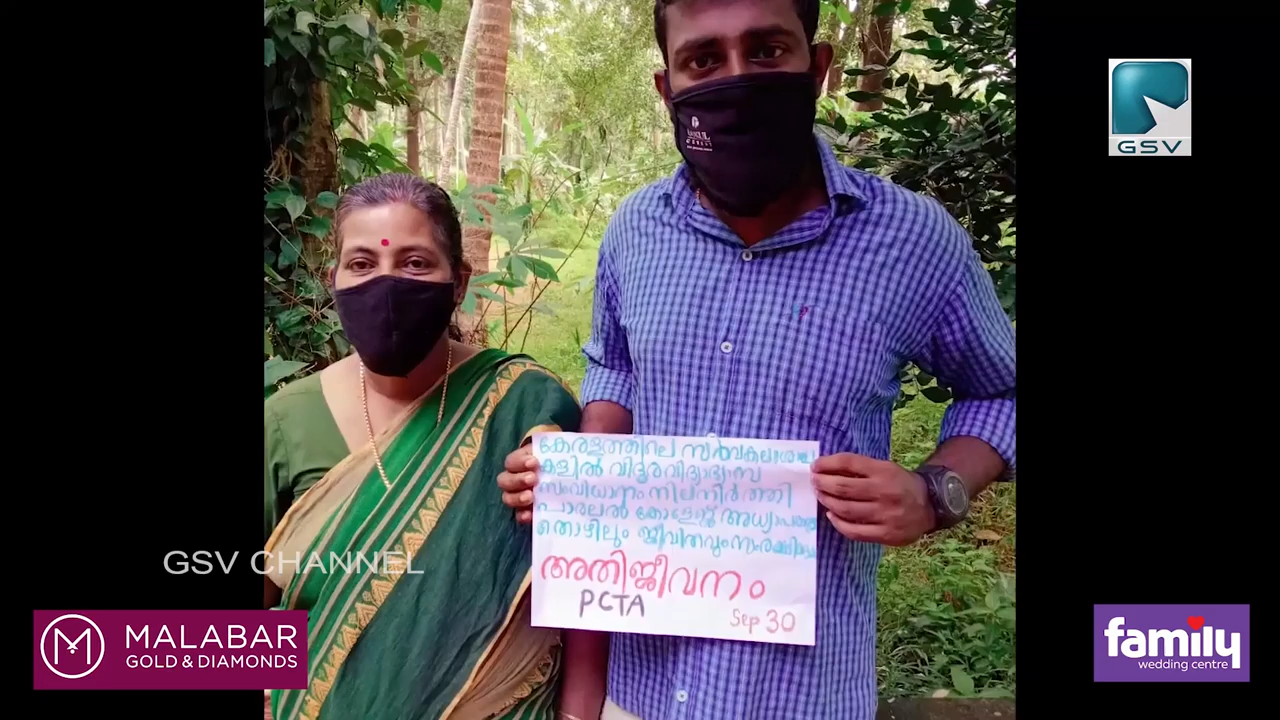 GSV
കേരളത്തിലെ സർവകലാശാല
കളിൽ വിദൂരവിദ്യാഭ്യാസ
സംവിധാനം നിലനിർത്തി
പാരലൽ കോളേജ് അധ്യാപക
തൊഴിലും ജീവിതവും
അതിജീവനം
PCTA
Sep 30
GSV CHANNEL
MALABAR
GOLD & DIAMONDS
family
wedding centre